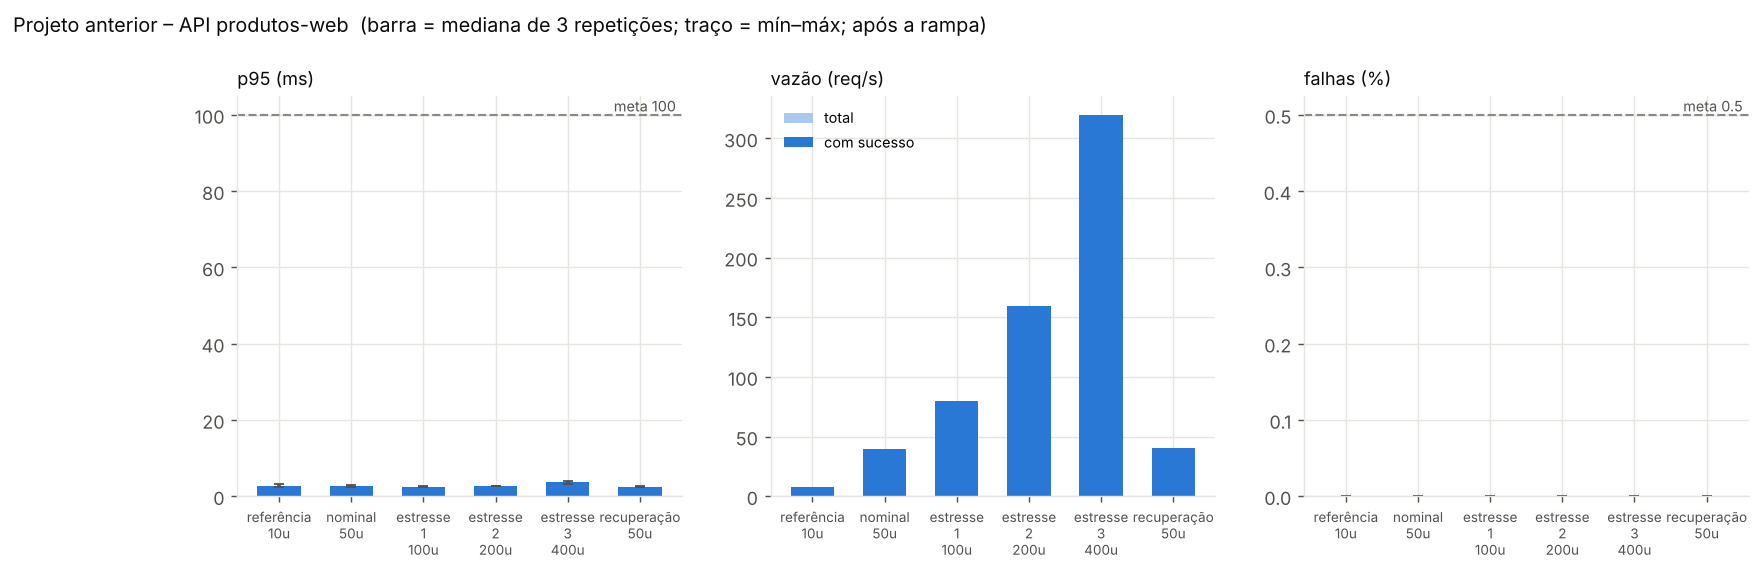 Projeto anterior – API produtos-web  (barra = mediana de 3 repetições; traço = mín–máx; após a rampa)
p95 (ms)
meta 100
100
80
60
40
20
0
referência
10u
nominal
50u
estresse
1
100u
estresse
2
200u
estresse
3
400u
recuperação
50u
vazão (req/s)
total
com sucesso
300
250
200
150
100
50
0
referência
10u
nominal
50u
estresse
1
100u
estresse
2
200u
estresse
3
400u
recuperação
50u
falhas (%)
meta 0.5
0.5
0.4
0.3
0.2
0.1
0.0
referência
10u
nominal
50u
estresse
1
100u
estresse
2
200u
estresse
3
400u
recuperação
50u